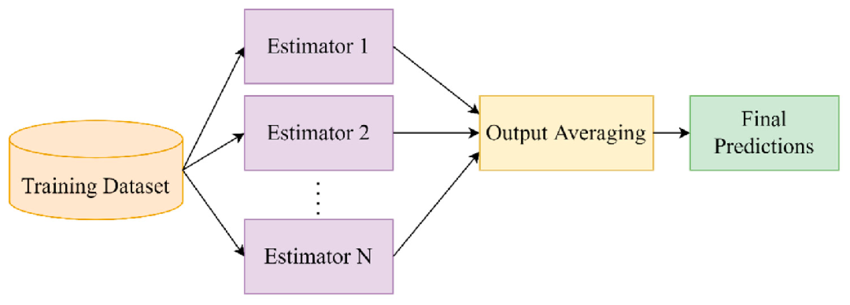 Training Dataset
Estimator 1
Estimator 2
Estimator N
Output Averaging
Final
Predictions